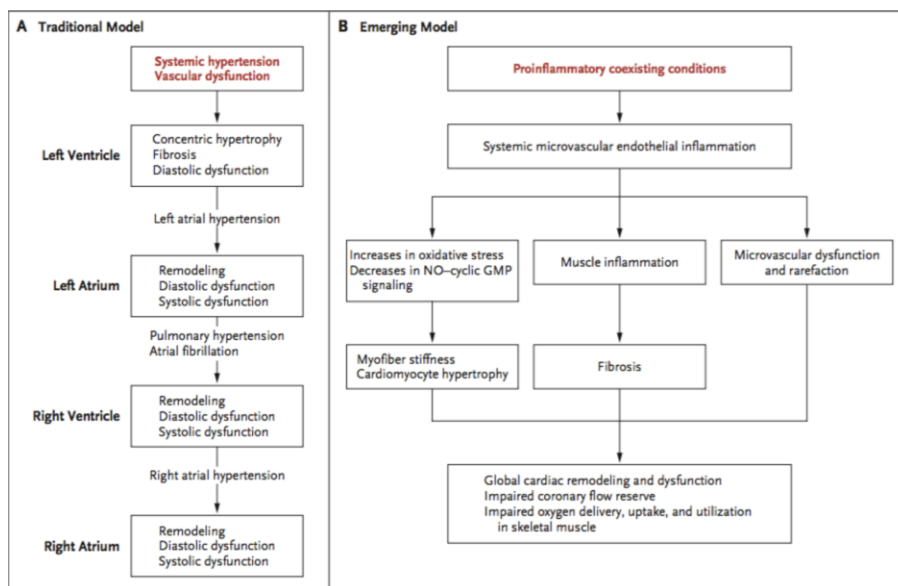 A Traditional Model
Systemic hypertension
Vascular dysfunction
Left Ventricle
Concentric hypertrophy
Fibrosis
Diastolic dysfunction
Left atrial hypertension
Left Atrium
Remodeling
Diastolic dysfunction
Systolic dysfunction
Pulmonary hypertension
Atrial fibrillation
Right Ventricle
Remodeling
Diastolic dysfunction
Systolic dysfunction
Right atrial hypertension
Right Atrium
Remodeling
Diastolic dysfunction
Systolic dysfunction
B Emerging Model
Proinflammatory coexisting conditions
Systemic microvascular endothelial inflammation
Increases in oxidative stress
Decreases in NO–cyclic GMP
signaling
Muscle inflammation
Microvascular dysfunction
and rarefaction
Myofiber stiffness
Cardiomyocyte hypertrophy
Fibrosis
Global cardiac remodeling and dysfunction
Impaired coronary flow reserve
Impaired oxygen delivery, uptake, and utilization
in skeletal muscle